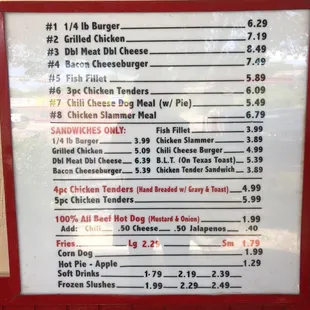 #1 1/4 lb Burger 6.29
#2 Grilled Chicken 7.19
#3 Dbl Meat Dbl Cheese 8.49
#4 Bacon Cheeseburger 7.49
#5 Fish Fillet 5.89
#6 3pc Chicken Tenders 6.09
#7 Chili Cheese Dog Meal (w/ Pie) 5.49
#8 Chicken Slammer Meal 6.79
SANDWICHES ONLY: Fish Fillet 3.99
1/4 lb Burger 3.99 Chicken Slammer 3.89
Grilled Chicken 5.09 Chili Cheese Burger 4.99
Dbl Meat Dbl Cheese 6.39 B.L.T. (On Texas Toast) 5.39
Bacon Cheeseburger 5.39 Chicken Tender Sandwich 3.89
4pc Chicken Tenders (Hand Breaded w/ Gravy & Toast) 4.99
5pc Chicken Tenders 5.99
100% All Beef Hot Dog (Mustard & Onion) 1.99
Add: Chili .50 Cheese .50 Jalapenos .40
Fries Lg 2.29 Sm 1.79
Corn Dog 1.99
Hot Pie - Apple 1.29
Soft Drinks 1.79 2.19 2.39
Frozen Slushes 1.99 2.29 2.49